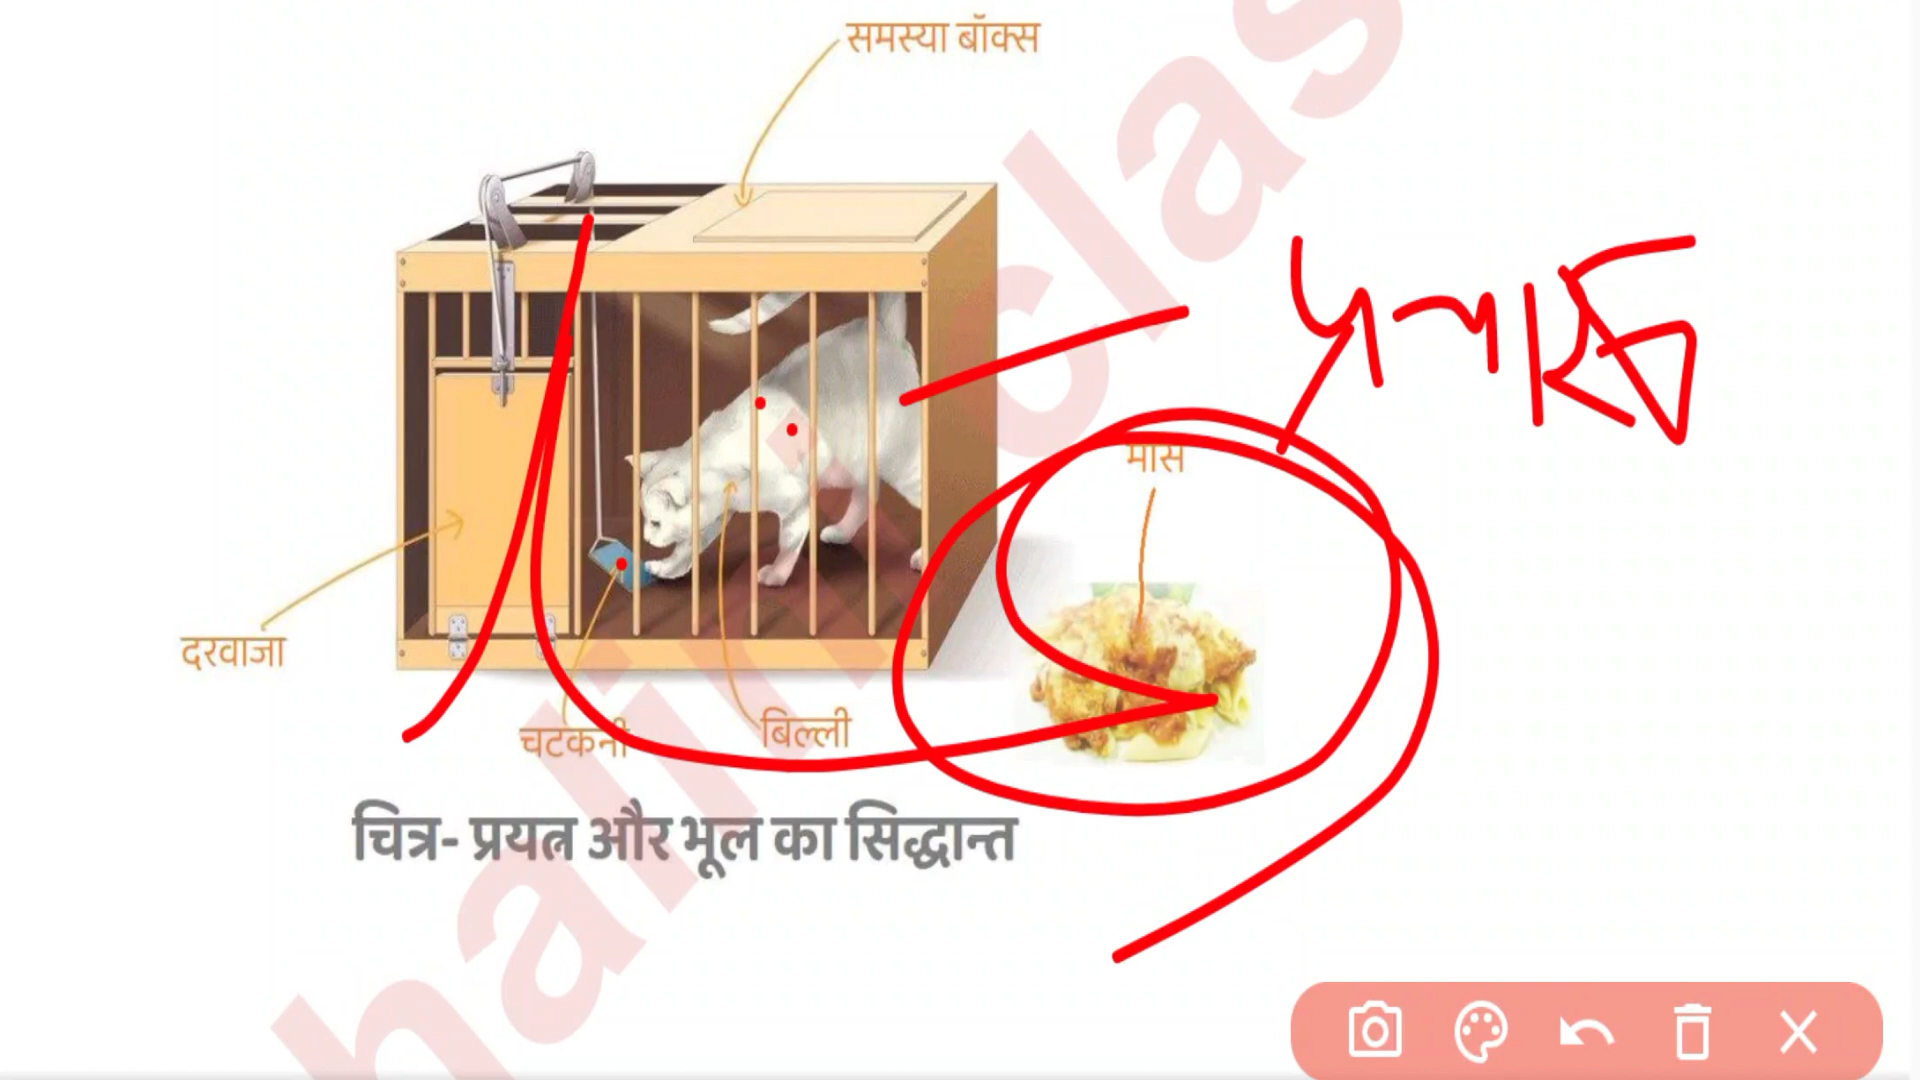 समस्या बॉक्स
मांस
दरवाजा
चटकनी
बिल्ली
चित्र- प्रयत्न और भूल का सिद्धान्त